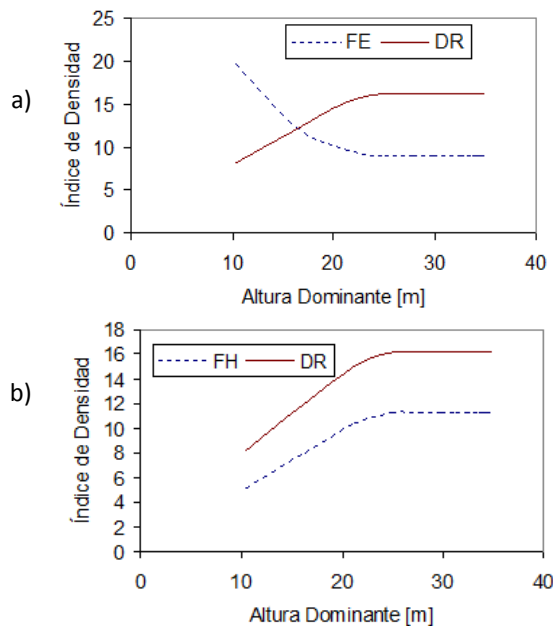 a)
Índice de Densidad
25
20
15
10
5
0
FE DR
0 10 20 30 40
Altura Dominante [m]
b)
Índice de Densidad
18
16
14
12
10
8
6
4
2
0
FH DR
0 10 20 30 40
Altura Dominante [m]